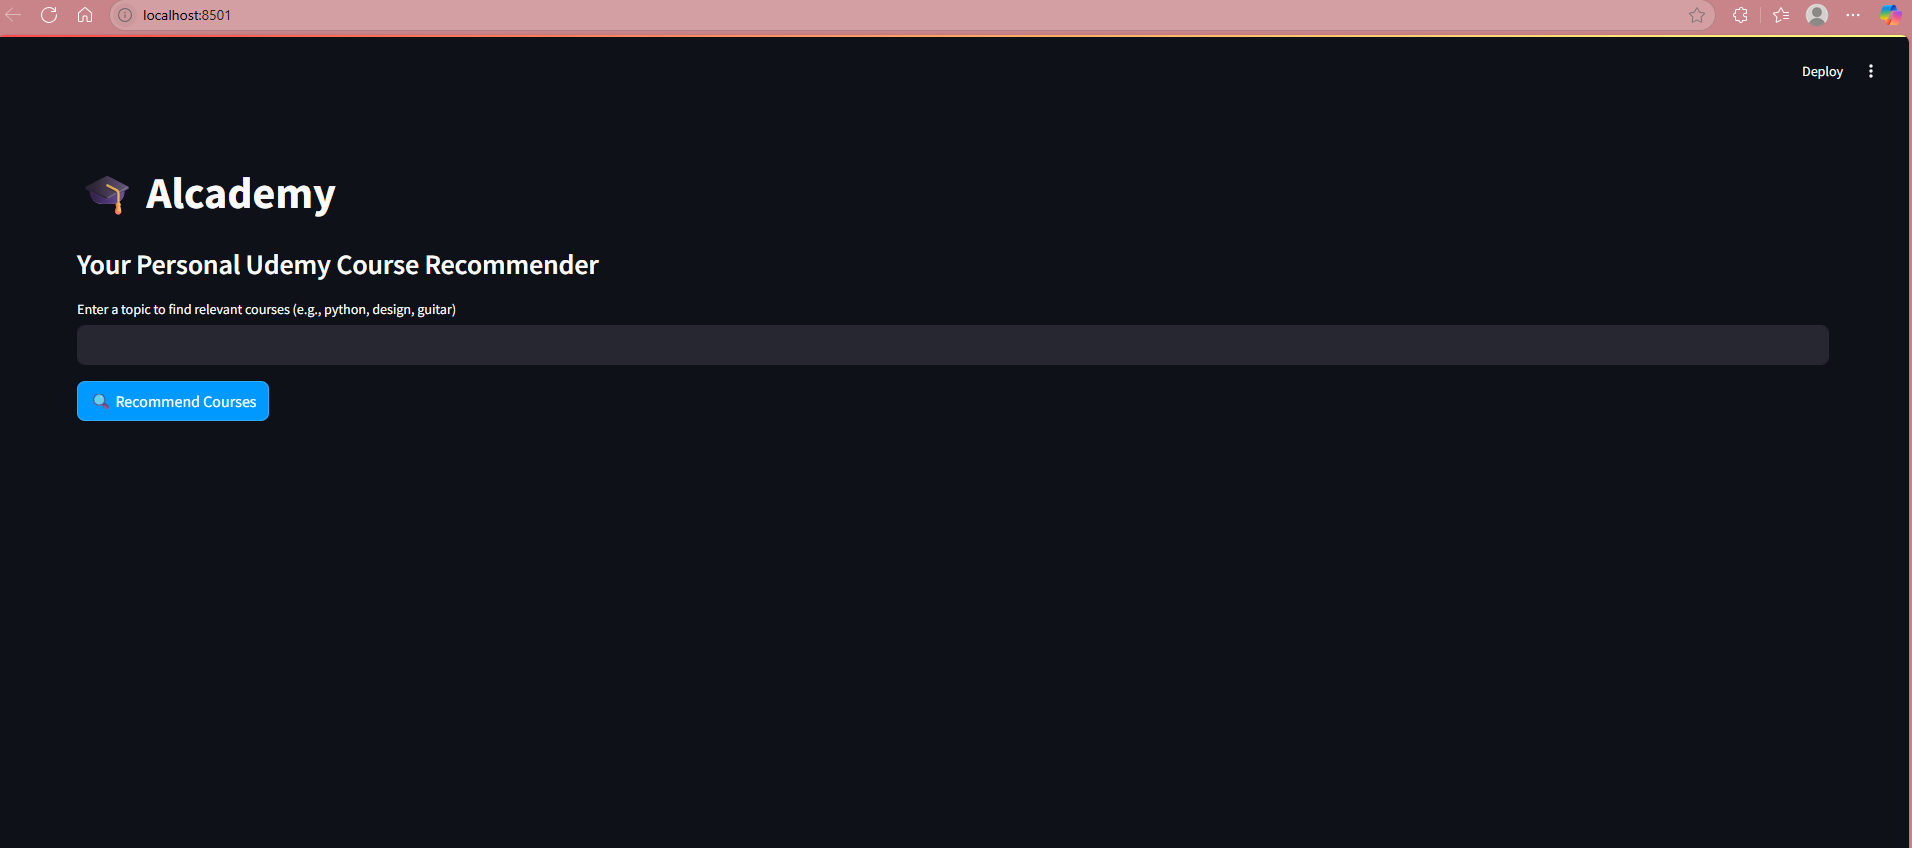 localhost:8501
Deploy
AIcademy
Your Personal Udemy Course Recommender
Enter a topic to find relevant courses (e.g., python, design, guitar)
Recommend Courses